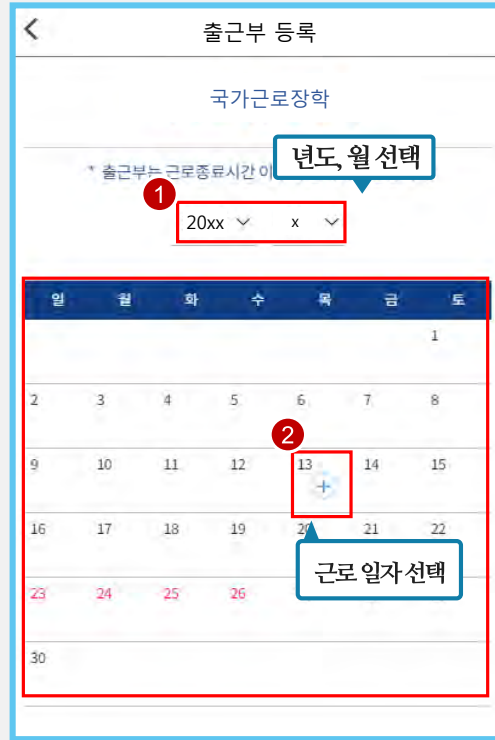 출근부 등록
국가근로장학
* 출근부는 근로종료시간 이
년도, 월 선택
1
20xx x
일 월 화 수 목 금 토
1
2 3 4 5 6 7 8
2
9 10 11 12 13 14 15
+
16 17 18 19 20 21 22
근로 일자 선택
23 24 25 26
30